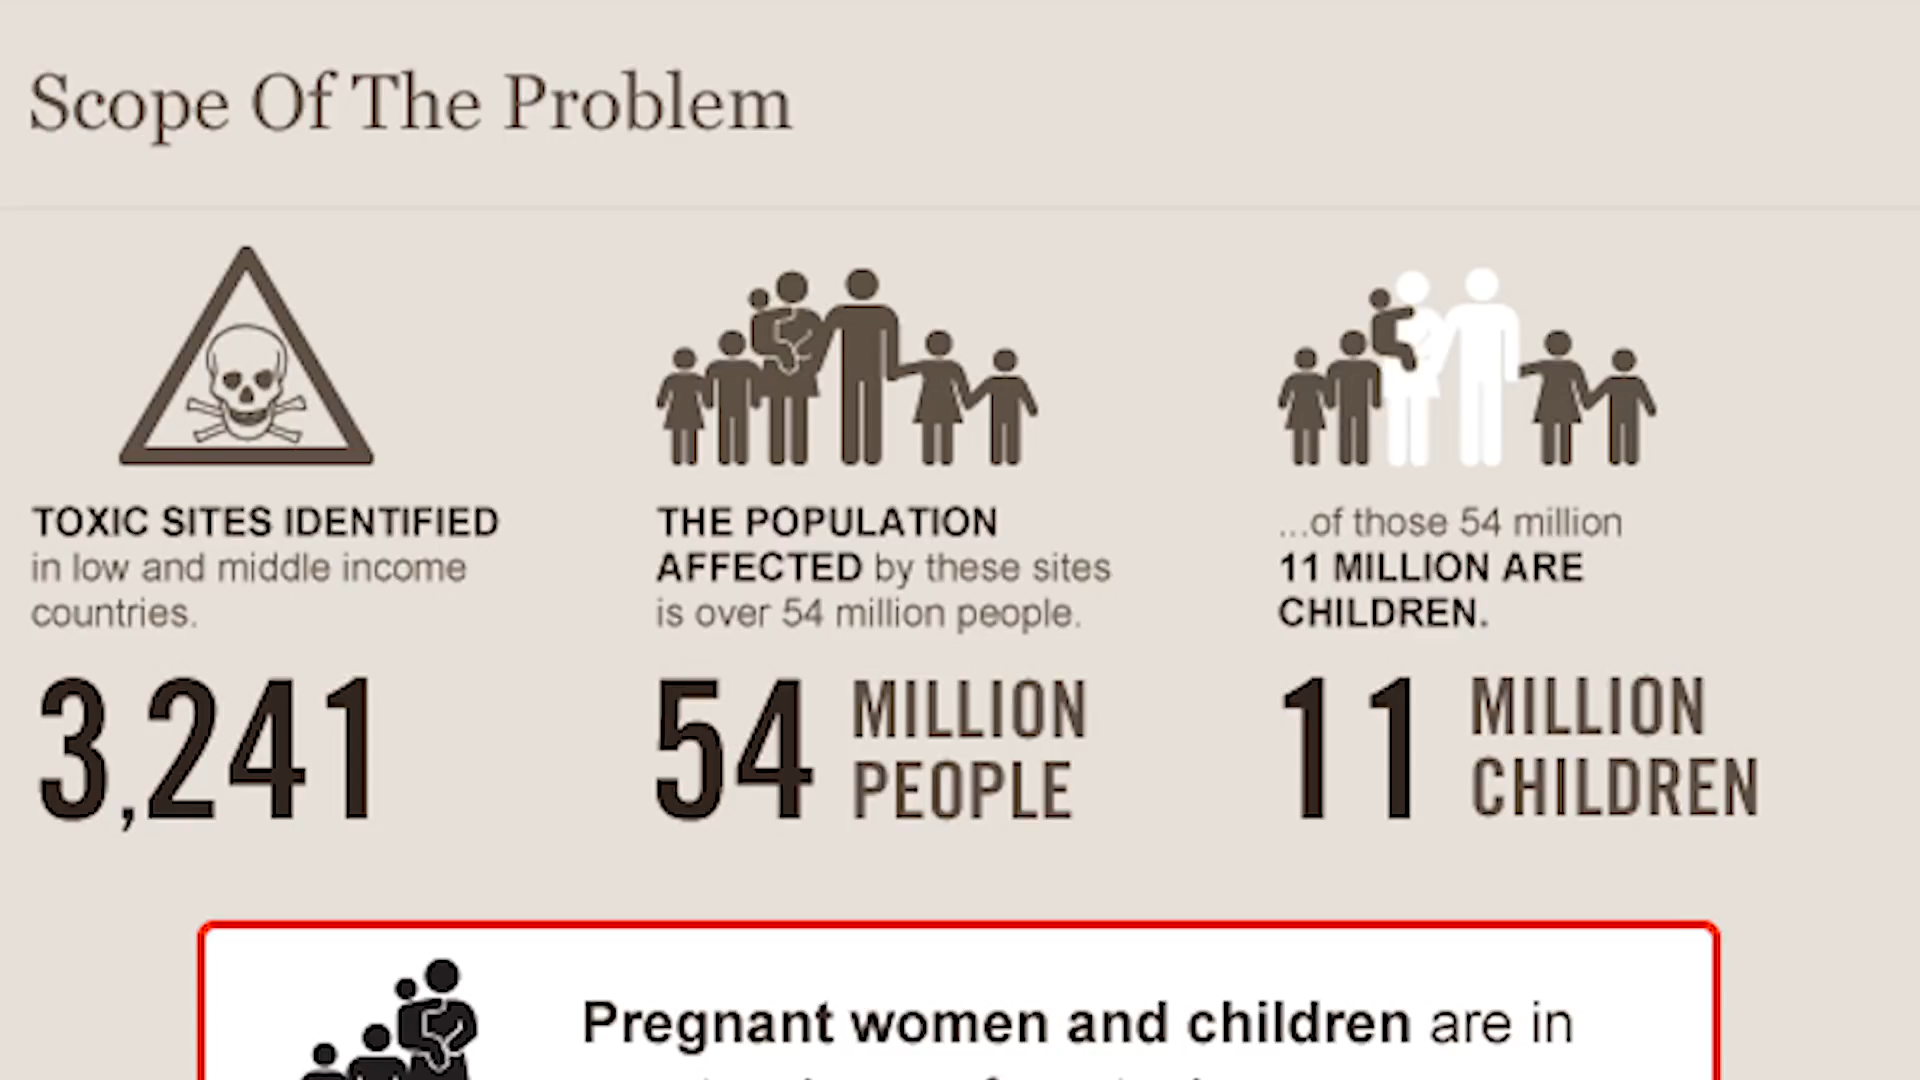 Scope Of The Problem
TOXIC SITES IDENTIFIED
in low and middle income
countries.
3,241
THE POPULATION
AFFECTED by these sites
is over 54 million people.
54 MILLION
PEOPLE
...of those 54 million
11 MILLION ARE
CHILDREN.
11 MILLION
CHILDREN
Pregnant women and children are in